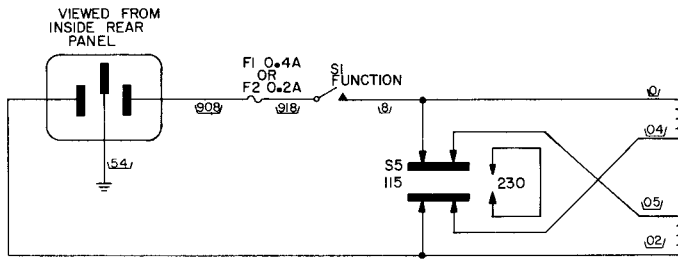 VIEWED FROM
INSIDE REAR
PANEL
F1 0.4A
OR
F2 0.2A
S1
FUNCTION
908
918
8
0
04
54
S5
115
230
05
02